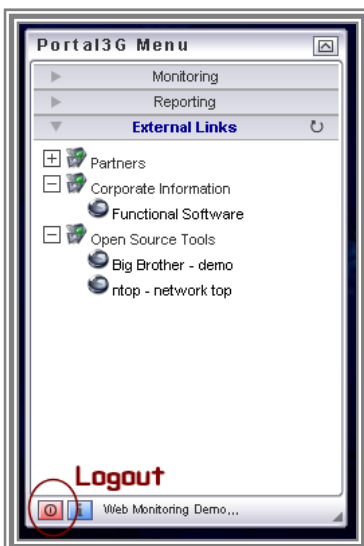 Portal3G Menu
Monitoring
Reporting
External Links
Partners
Corporate Information
Functional Software
Open Source Tools
Big Brother - demo
ntop - network top
Logout
i Web Monitoring Demo...